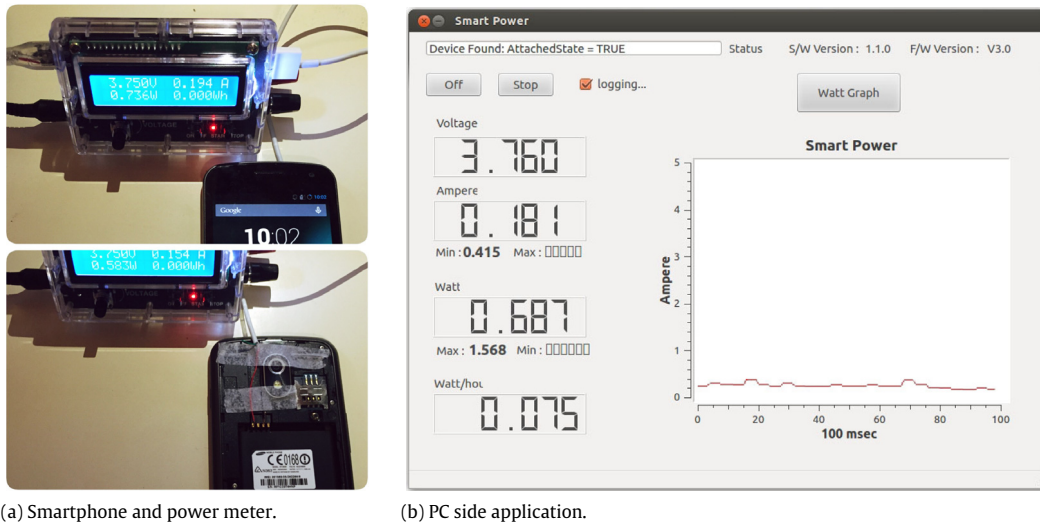 3.750V 0.194 A
0.736W 0.000Wh
VOLTAGE
Google
10:02
3.750V 0.154 A
0.583W 0.000Wh
VOLTAGE
CE0168
(a) Smartphone and power meter.
Smart Power
Device Found: AttachedState = TRUE
Status
S/W Version : 1.1.0
F/W Version : V3.0
Off
Stop
logging...
Watt Graph
Voltage
3.760
Ampere
0.181
Min : 0.415 Max :
Watt
0.687
Max : 1.568 Min :
Watt/hou
0.075
Smart Power
Ampere
5
4
3
2
1
0
0 20 40 60 80 100
100 msec
(b) PC side application.